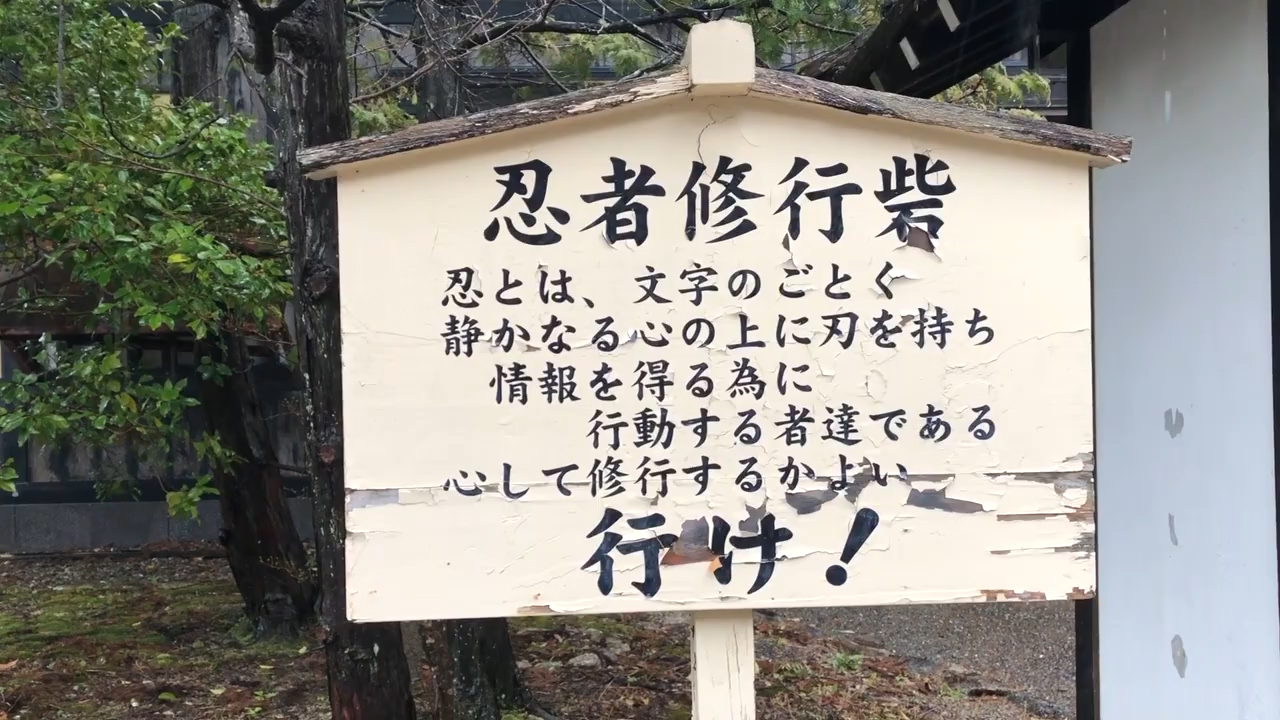 忍者修行砦
忍とは、文字のごとく
静かなる心の上に刃を持ち
情報を得る為に
行動する者達である
心して修行するがよい
行け！